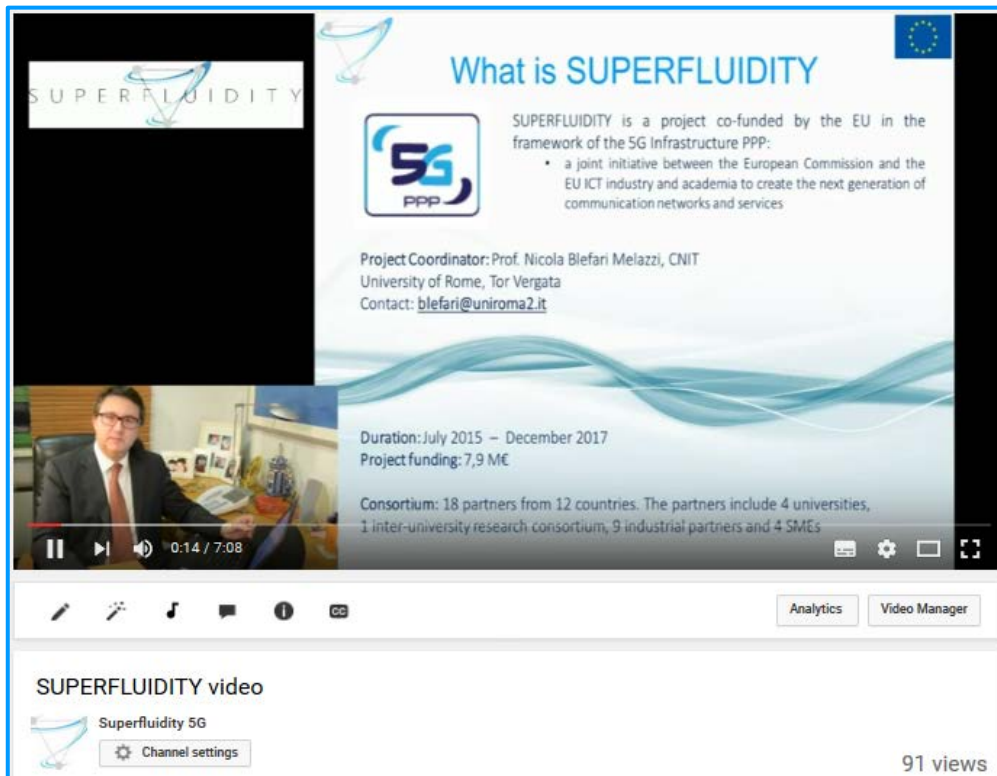 SUPERFLUIDITY
What is SUPERFLUIDITY
5G
PPP
SUPERFLUIDITY is a project co-funded by the EU in the
framework of the 5G Infrastructure PPP:
• a joint initiative between the European Commission and the
EU ICT industry and academia to create the next generation of
communication networks and services
Project Coordinator: Prof. Nicola Blefari Melazzi, CNIT
University of Rome, Tor Vergata
Contact: blefari@uniroma2.it
Duration: July 2015 – December 2017
Project funding: 7,9 M€
Consortium: 18 partners from 12 countries. The partners include 4 universities,
1 inter-university research consortium, 9 industrial partners and 4 SMEs
0:14 / 7:08
CC
Analytics
Video Manager
SUPERFLUIDITY video
Superfluidity 5G
Channel settings
91 views